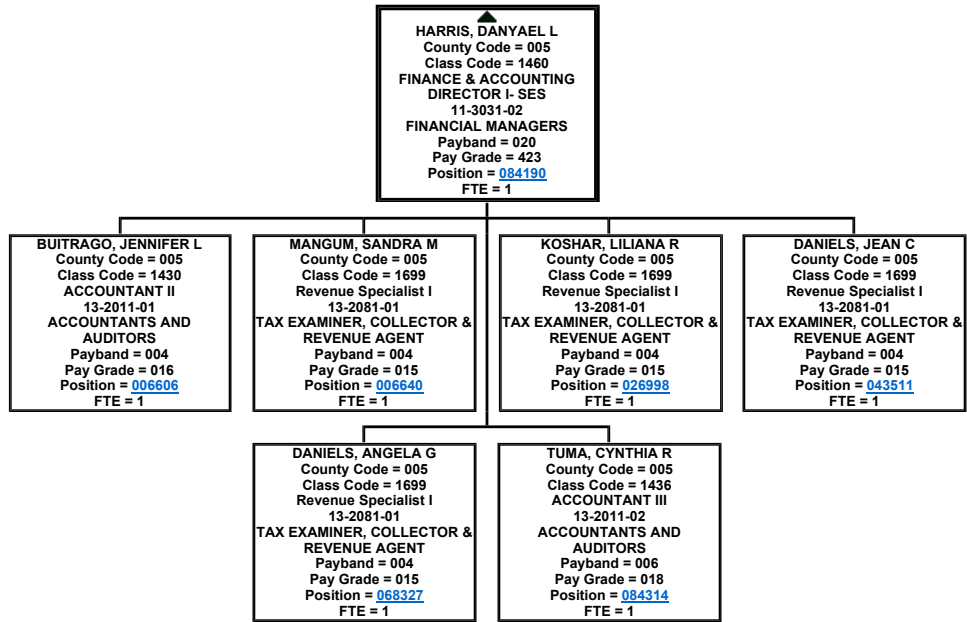 HARRIS, DANYAEL L
County Code = 005
Class Code = 1460
FINANCE & ACCOUNTING
DIRECTOR I- SES
11-3031-02
FINANCIAL MANAGERS
Payband = 020
Pay Grade = 423
Position = 084190
FTE = 1
BUITRAGO, JENNIFER L
County Code = 005
Class Code = 1430
ACCOUNTANT II
13-2011-01
ACCOUNTANTS AND
AUDITORS
Payband = 004
Pay Grade = 016
Position = 006606
FTE = 1
MANGUM, SANDRA M
County Code = 005
Class Code = 1699
Revenue Specialist I
13-2081-01
TAX EXAMINER, COLLECTOR &
REVENUE AGENT
Payband = 004
Pay Grade = 015
Position = 006640
FTE = 1
KOSHAR, LILIANA R
County Code = 005
Class Code = 1699
Revenue Specialist I
13-2081-01
TAX EXAMINER, COLLECTOR &
REVENUE AGENT
Payband = 004
Pay Grade = 015
Position = 026998
FTE = 1
DANIELS, JEAN C
County Code = 005
Class Code = 1699
Revenue Specialist I
13-2081-01
TAX EXAMINER, COLLECTOR &
REVENUE AGENT
Payband = 004
Pay Grade = 015
Position = 043511
FTE = 1
DANIELS, ANGELA G
County Code = 005
Class Code = 1699
Revenue Specialist I
13-2081-01
TAX EXAMINER, COLLECTOR &
REVENUE AGENT
Payband = 004
Pay Grade = 015
Position = 068327
FTE = 1
TUMA, CYNTHIA R
County Code = 005
Class Code = 1436
ACCOUNTANT III
13-2011-02
ACCOUNTANTS AND
AUDITORS
Payband = 006
Pay Grade = 018
Position = 084314
FTE = 1